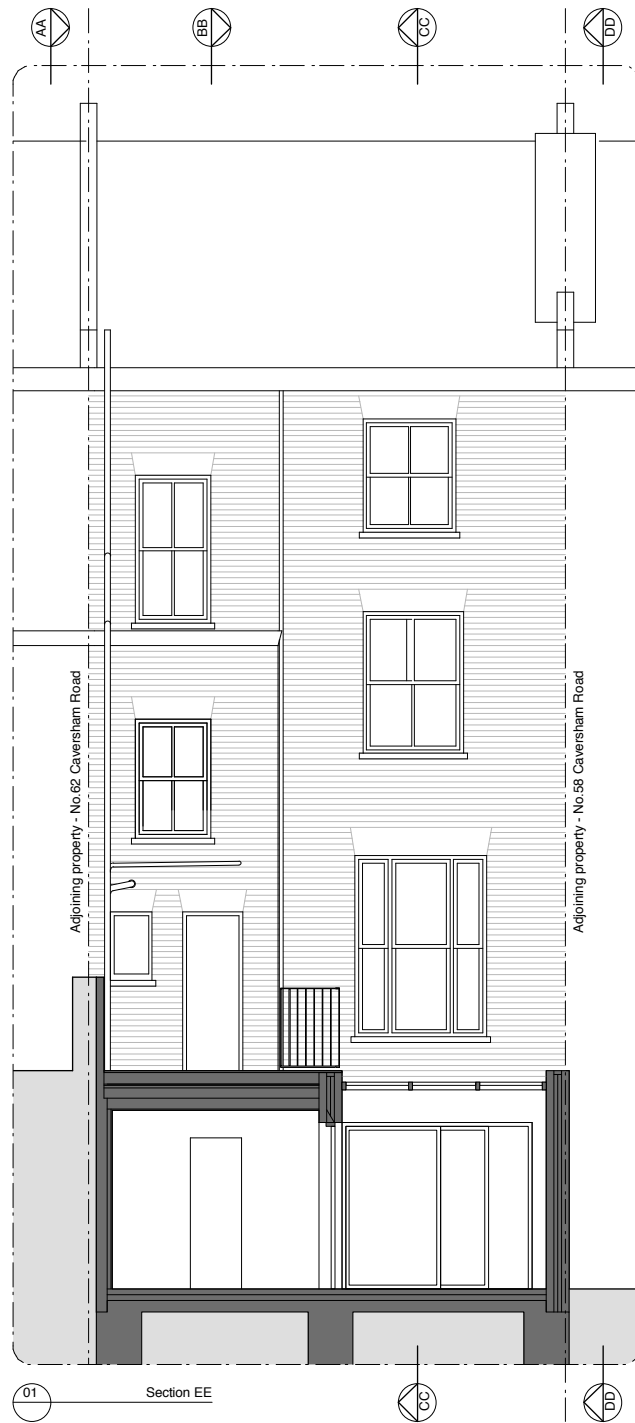 AA
BB
CC
DD
Adjoining property - No.62 Caversham Road
Adjoining property - No.58 Caversham Road
01
Section EE
CC
DD